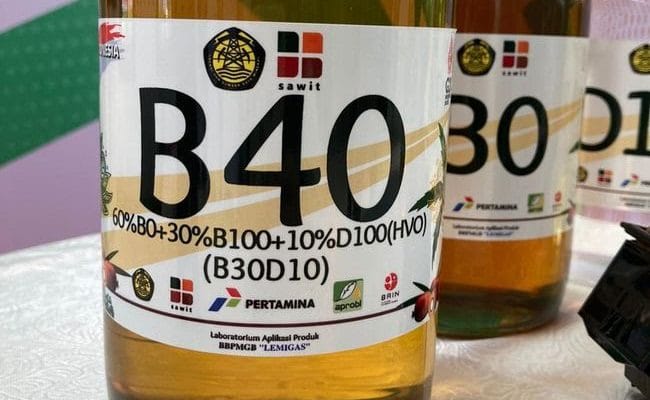 sawit
B40
60%B0+30%B100+10%D100(HVO)
(B30D10)
sawit
PERTAMINA
aprobi
BRIN
Laboratorium Aplikasi Produk
BBPMGB "LEMIGAS"
sawit
B0
PERTAMINA
Laboratorium Aplikasi Produk
BBPMGB "LEMIGAS"